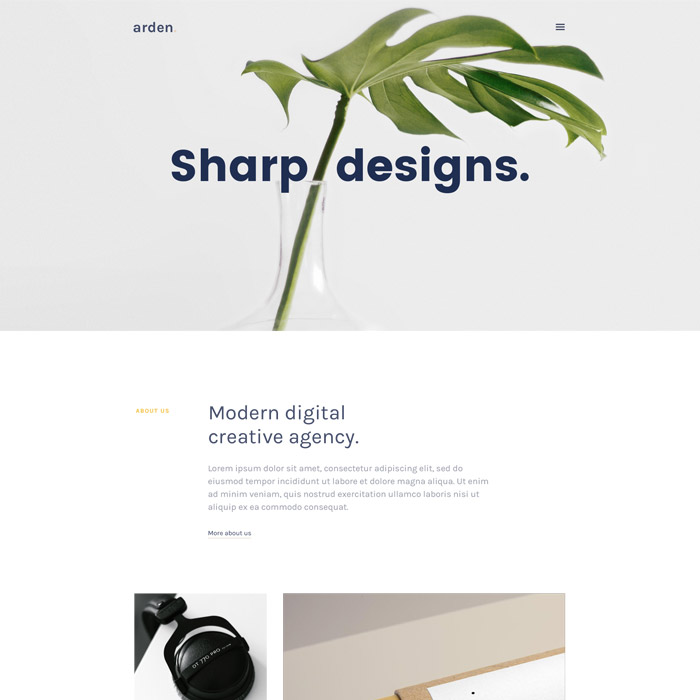 arden
Sharp designs.
ABOUT US
Modern digital
creative agency.
Lorem ipsum dolor sit amet, consectetur adipiscing elit, sed do
eiusmod tempor incididunt ut labore et dolore magna aliqua. Ut enim
ad minim veniam, quis nostrud exercitation ullamco laboris nisi ut
aliquip ex ea commodo consequat.
More about us
DT 770 PRO